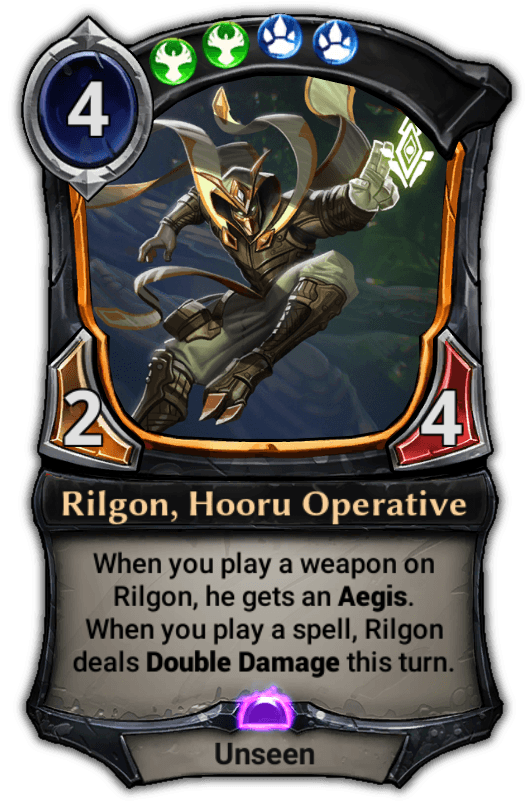 4
2
4
Rilgon, Hooru Operative
When you play a weapon on
Rilgon, he gets an Aegis.
When you play a spell, Rilgon
deals Double Damage this turn.
Unseen